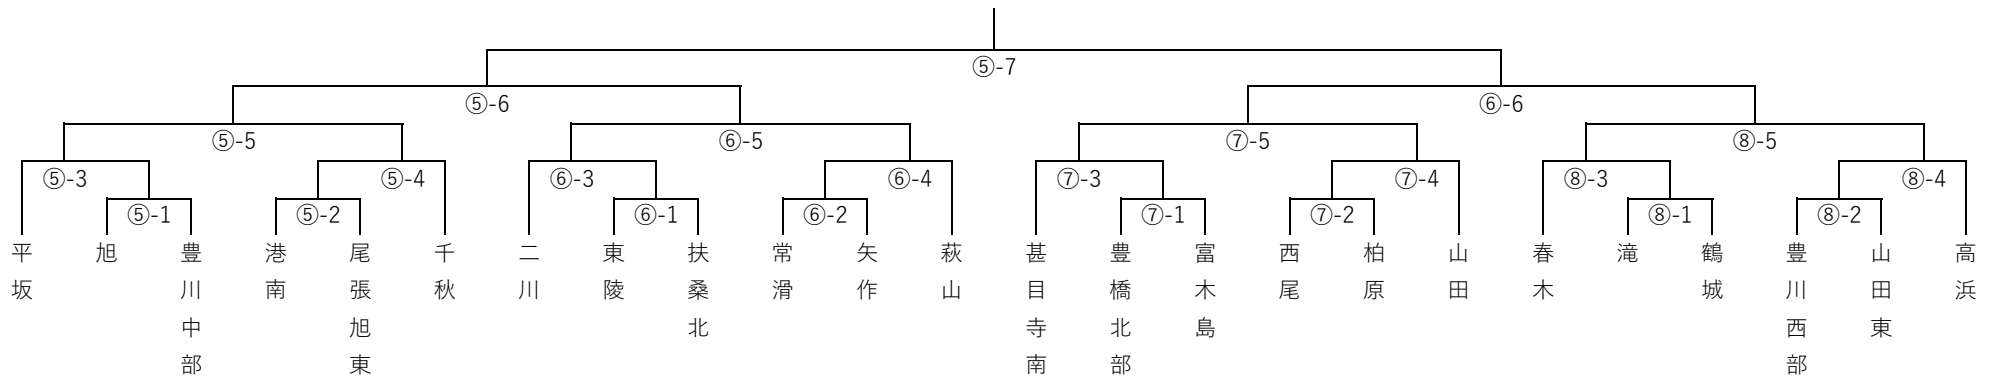 ⑤-7
⑤-6
⑥-6
⑤-5
⑥-5
⑦-5
⑧-5
⑤-3
⑤-4
⑥-3
⑥-4
⑦-3
⑦-4
⑧-3
⑧-4
⑤-1
⑤-2
⑥-1
⑥-2
⑦-1
⑦-2
⑧-1
⑧-2
平坂
旭
豊川中部
港南
尾張旭東
千秋
二川
東陵
扶桑北
常滑
矢作
萩山
甚目寺南
豊橋北部
富木島
西尾
柏原
山田
春木
滝
鶴城
豊川西部
山田東
高浜